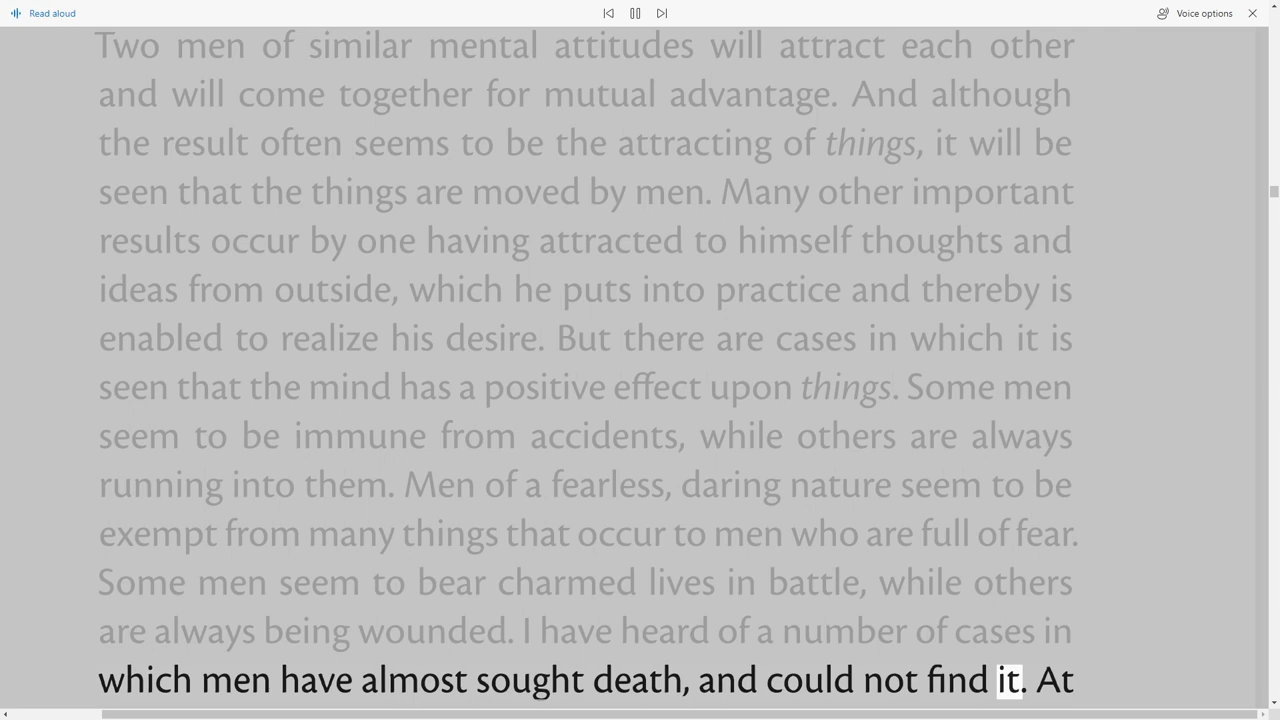 Read aloud
Voice options
Two men of similar mental attitudes will attract each other
and will come together for mutual advantage. And although
the result often seems to be the attracting of things, it will be
seen that the things are moved by men. Many other important
results occur by one having attracted to himself thoughts and
ideas from outside, which he puts into practice and thereby is
enabled to realize his desire. But there are cases in which it is
seen that the mind has a positive effect upon things. Some men
seem to be immune from accidents, while others are always
running into them. Men of a fearless, daring nature seem to be
exempt from many things that occur to men who are full of fear.
Some men seem to bear charmed lives in battle, while others
are always being wounded. I have heard of a number of cases in
which men have almost sought death, and could not find it. At